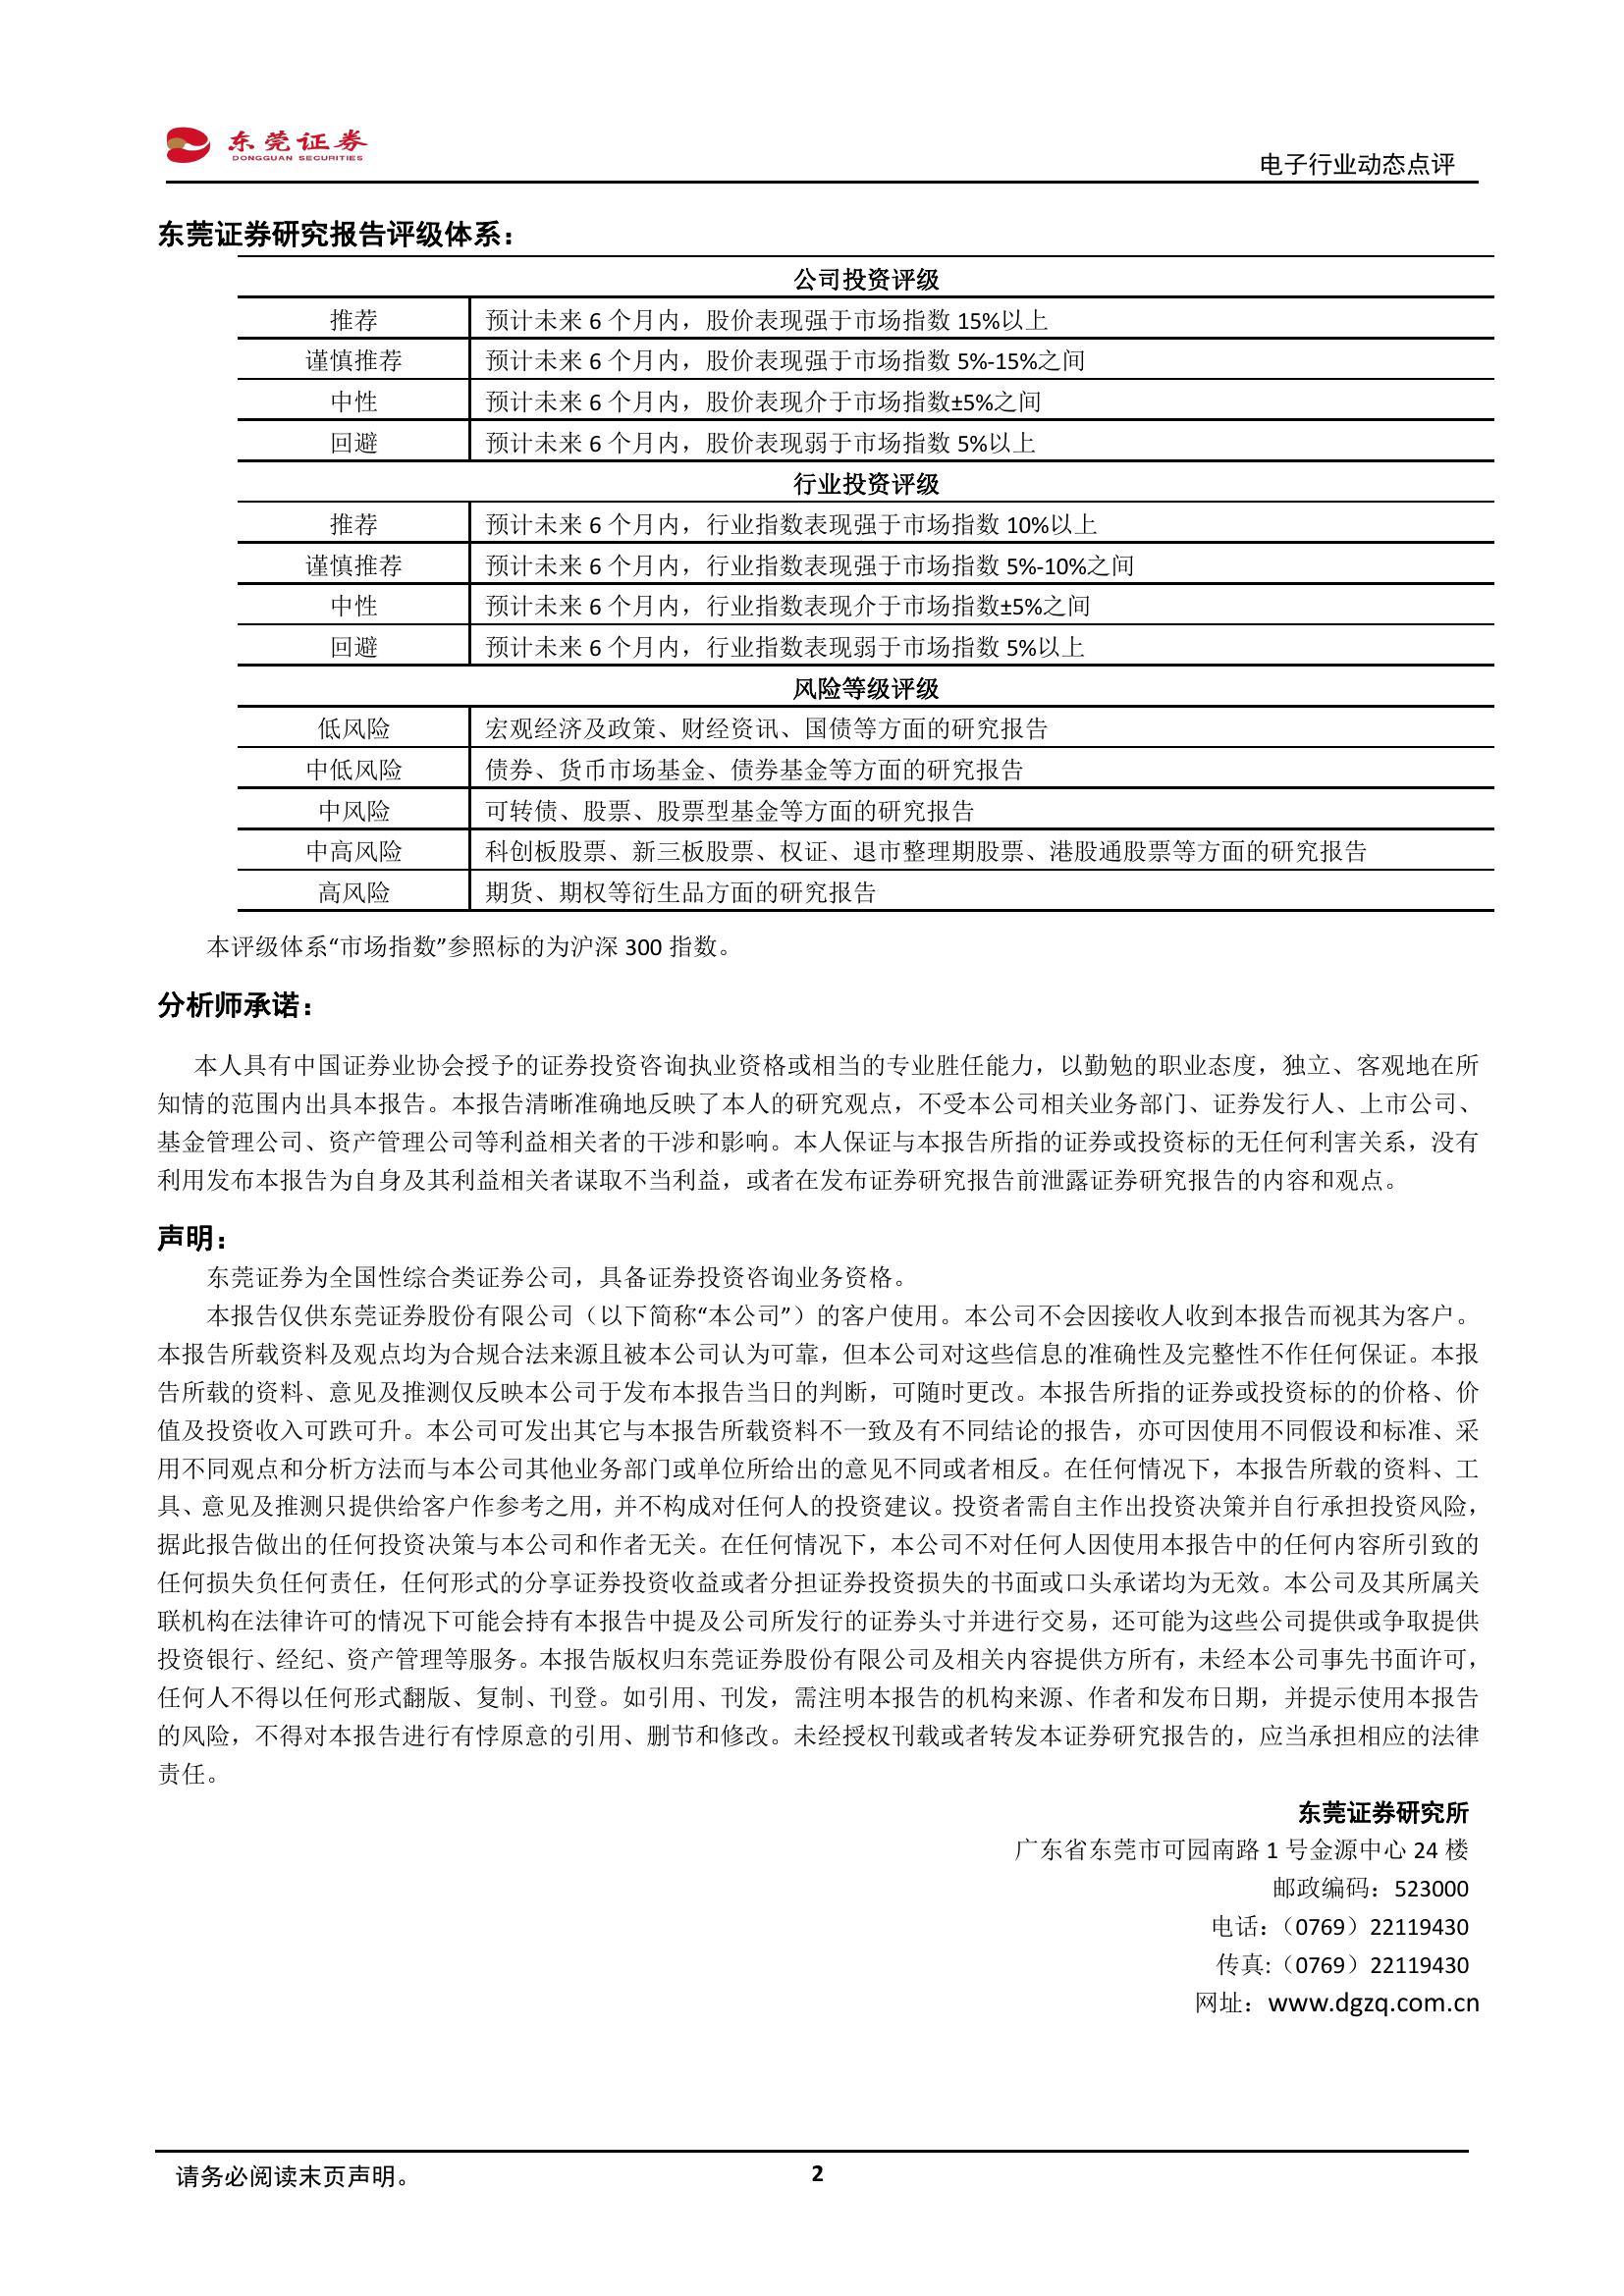 东莞证券
DONGGUAN SECURITIES
电子行业动态点评
东莞证券研究报告评级体系：
公司投资评级
推荐 预计未来 6 个月内，股价表现强于市场指数 15%以上
谨慎推荐 预计未来 6 个月内，股价表现强于市场指数 5%-15%之间
中性 预计未来 6 个月内，股价表现介于市场指数±5%之间
回避 预计未来 6 个月内，股价表现弱于市场指数 5%以上
行业投资评级
推荐 预计未来 6 个月内，行业指数表现强于市场指数 10%以上
谨慎推荐 预计未来 6 个月内，行业指数表现强于市场指数 5%-10%之间
中性 预计未来 6 个月内，行业指数表现介于市场指数±5%之间
回避 预计未来 6 个月内，行业指数表现弱于市场指数 5%以上
风险等级评级
低风险 宏观经济及政策、财经资讯、国债等方面的研究报告
中低风险 债券、货币市场基金、债券基金等方面的研究报告
中风险 可转债、股票、股票型基金等方面的研究报告
中高风险 科创板股票、新三板股票、权证、退市整理期股票、港股通股票等方面的研究报告
高风险 期货、期权等衍生品方面的研究报告
本评级体系“市场指数”参照标的为沪深 300 指数。
分析师承诺：
本人具有中国证券业协会授予的证券投资咨询执业资格或相当的专业胜任能力，以勤勉的职业态度，独立、客观地在所
知情的范围内出具本报告。本报告清晰准确地反映了本人的研究观点，不受本公司相关业务部门、证券发行人、上市公司、
基金管理公司、资产管理公司等利益相关者的干涉和影响。本人保证与本报告所指的证券或投资标的无任何利害关系，没有
利用发布本报告为自身及其利益相关者谋取不当利益，或者在发布证券研究报告前泄露证券研究报告的内容和观点。
声明：
东莞证券为全国性综合类证券公司，具备证券投资咨询业务资格。
本报告仅供东莞证券股份有限公司（以下简称“本公司”）的客户使用。本公司不会因接收人收到本报告而视其为客户。
本报告所载资料及观点均为合规合法来源且被本公司认为可靠，但本公司对这些信息的准确性及完整性不作任何保证。本报
告所载的资料、意见及推测仅反映本公司于发布本报告当日的判断，可随时更改。本报告所指的证券或投资标的的价格、价
值及投资收入可跌可升。本公司可发出其它与本报告所载资料不一致及有不同结论的报告，亦可因使用不同假设和标准、采
用不同观点和分析方法而与本公司其他业务部门或单位所给出的意见不同或者相反。在任何情况下，本报告所载的资料、工
具、意见及推测只提供给客户作参考之用，并不构成对任何人的投资建议。投资者需自主作出投资决策并自行承担投资风险，
据此报告做出的任何投资决策与本公司和作者无关。在任何情况下，本公司不对任何人因使用本报告中的任何内容所引致的
任何损失负任何责任，任何形式的分享证券投资收益或者分担证券投资损失的书面或口头承诺均为无效。本公司及其所属关
联机构在法律许可的情况下可能会持有本报告中提及公司所发行的证券头寸并进行交易，还可能为这些公司提供或争取提供
投资银行、经纪、资产管理等服务。本报告版权归东莞证券股份有限公司及相关内容提供方所有，未经本公司事先书面许可，
任何人不得以任何形式翻版、复制、刊登。如引用、刊发，需注明本报告的机构来源、作者和发布日期，并提示使用本报告
的风险，不得对本报告进行有悖原意的引用、删节和修改。未经授权刊载或者转发本证券研究报告的，应当承担相应的法律
责任。
东莞证券研究所
广东省东莞市可园南路 1 号金源中心 24 楼
邮政编码：523000
电话：（0769）22119430
传真:（0769）22119430
网址：www.dgzq.com.cn
请务必阅读末页声明。 2